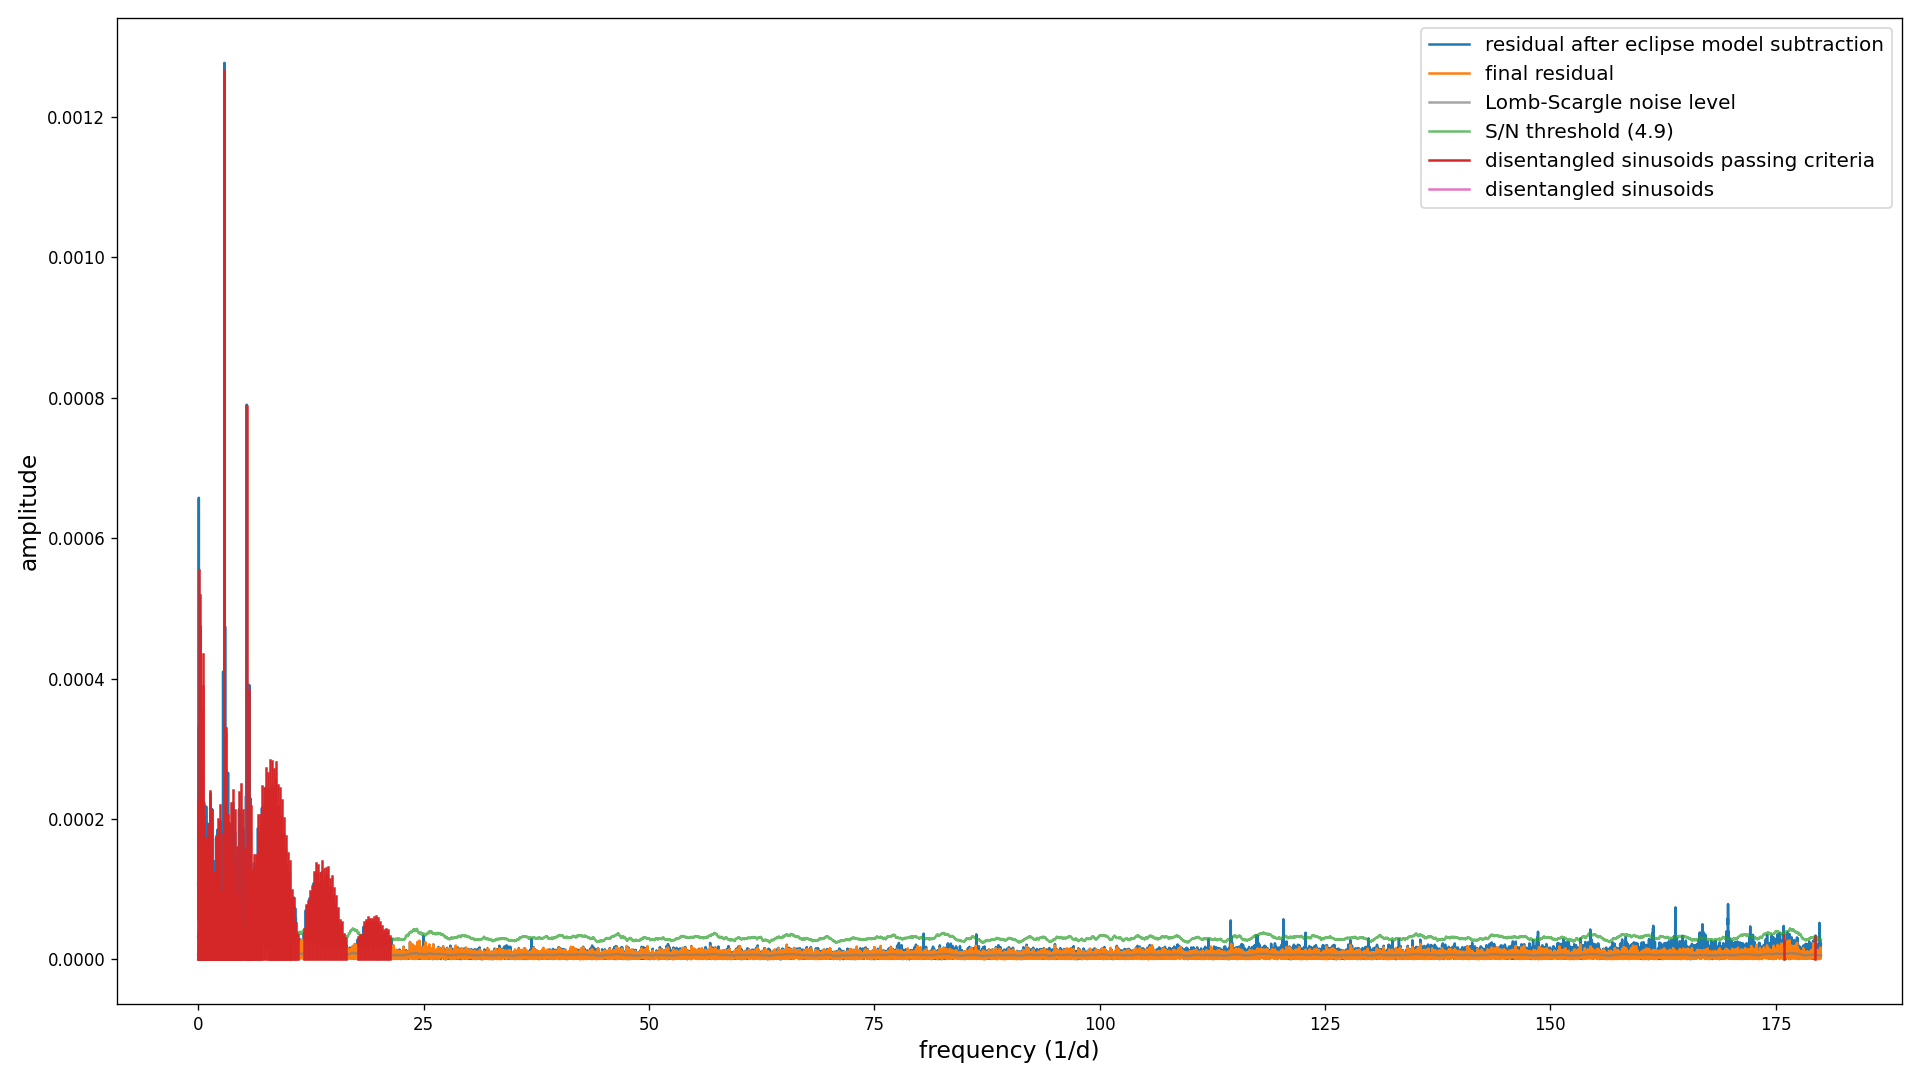 residual after eclipse model subtraction
final residual
Lomb-Scargle noise level
S/N threshold (4.9)
disentangled sinusoids passing criteria
disentangled sinusoids
0.0012
0.0010
0.0008
0.0006
0.0004
0.0002
0.0000
amplitude
0 25 50 75 100 125 150 175
frequency (1/d)